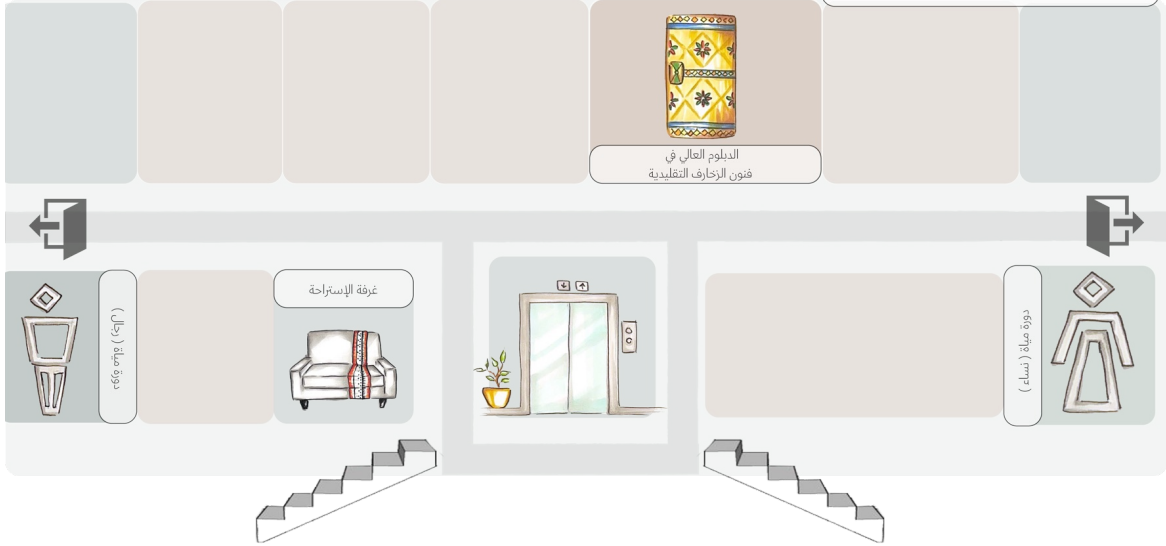 الدبلوم العالي في
فنون الزخارف التقليدية
غرفة الإستراحة
دورة مياة ( نساء )
دورة مياة ( رجال )